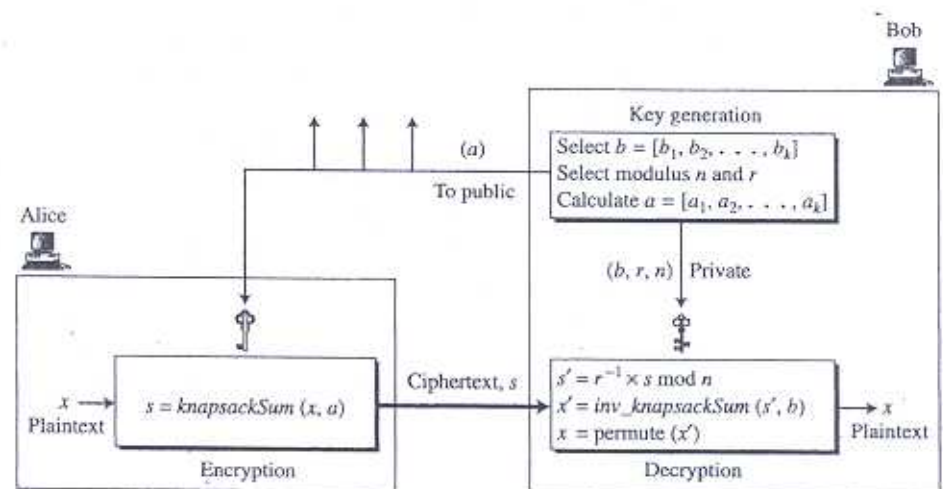 Bob
Key generation
Select b = [b₁, b₂, . . . , bₖ]
Select modulus n and r
Calculate a = [a₁, a₂, . . . , aₖ]
(a)
To public
Alice
(b, r, n) Private
x
Plaintext
s = knapsackSum (x, a)
Encryption
Ciphertext, s
s′ = r⁻¹ × s mod n
x′ = inv_knapsackSum (s′, b)
x = permute (x′)
x
Plaintext
Decryption